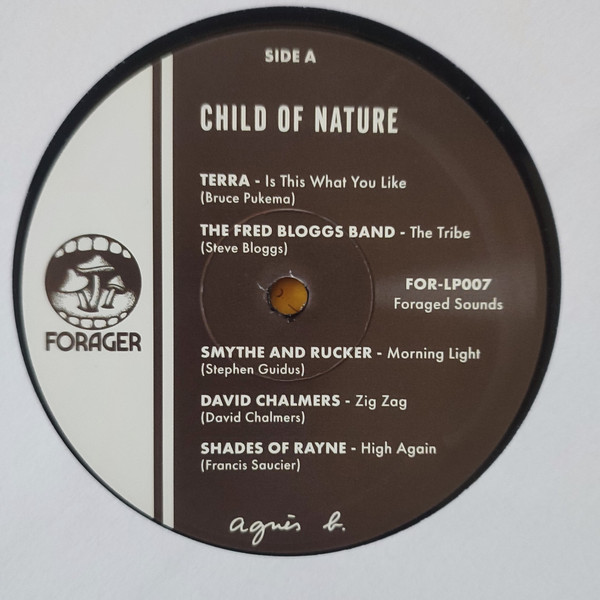 SIDE A
CHILD OF NATURE
TERRA - Is This What You Like
(Bruce Pukema)
THE FRED BLOGGS BAND - The Tribe
(Steve Bloggs)
FOR-LP007
Foraged Sounds
FORAGER
SMYTHE AND RUCKER - Morning Light
(Stephen Guidus)
DAVID CHALMERS - Zig Zag
(David Chalmers)
SHADES OF RAYNE - High Again
(Francis Saucier)
agnès b.